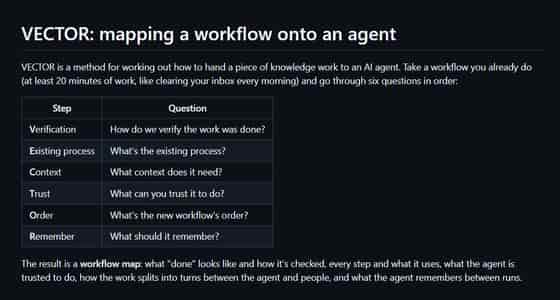 VECTOR: mapping a workflow onto an agent
VECTOR is a method for working out how to hand a piece of knowledge work to an AI agent. Take a workflow you already do
(at least 20 minutes of work, like clearing your inbox every morning) and go through six questions in order:
Step Question
Verification How do we verify the work was done?
Existing process What's the existing process?
Context What context does it need?
Trust What can you trust it to do?
Order What's the new workflow's order?
Remember What should it remember?
The result is a workflow map: what "done" looks like and how it's checked, every step and what it uses, what the agent is
trusted to do, how the work splits into turns between the agent and people, and what the agent remembers between runs.